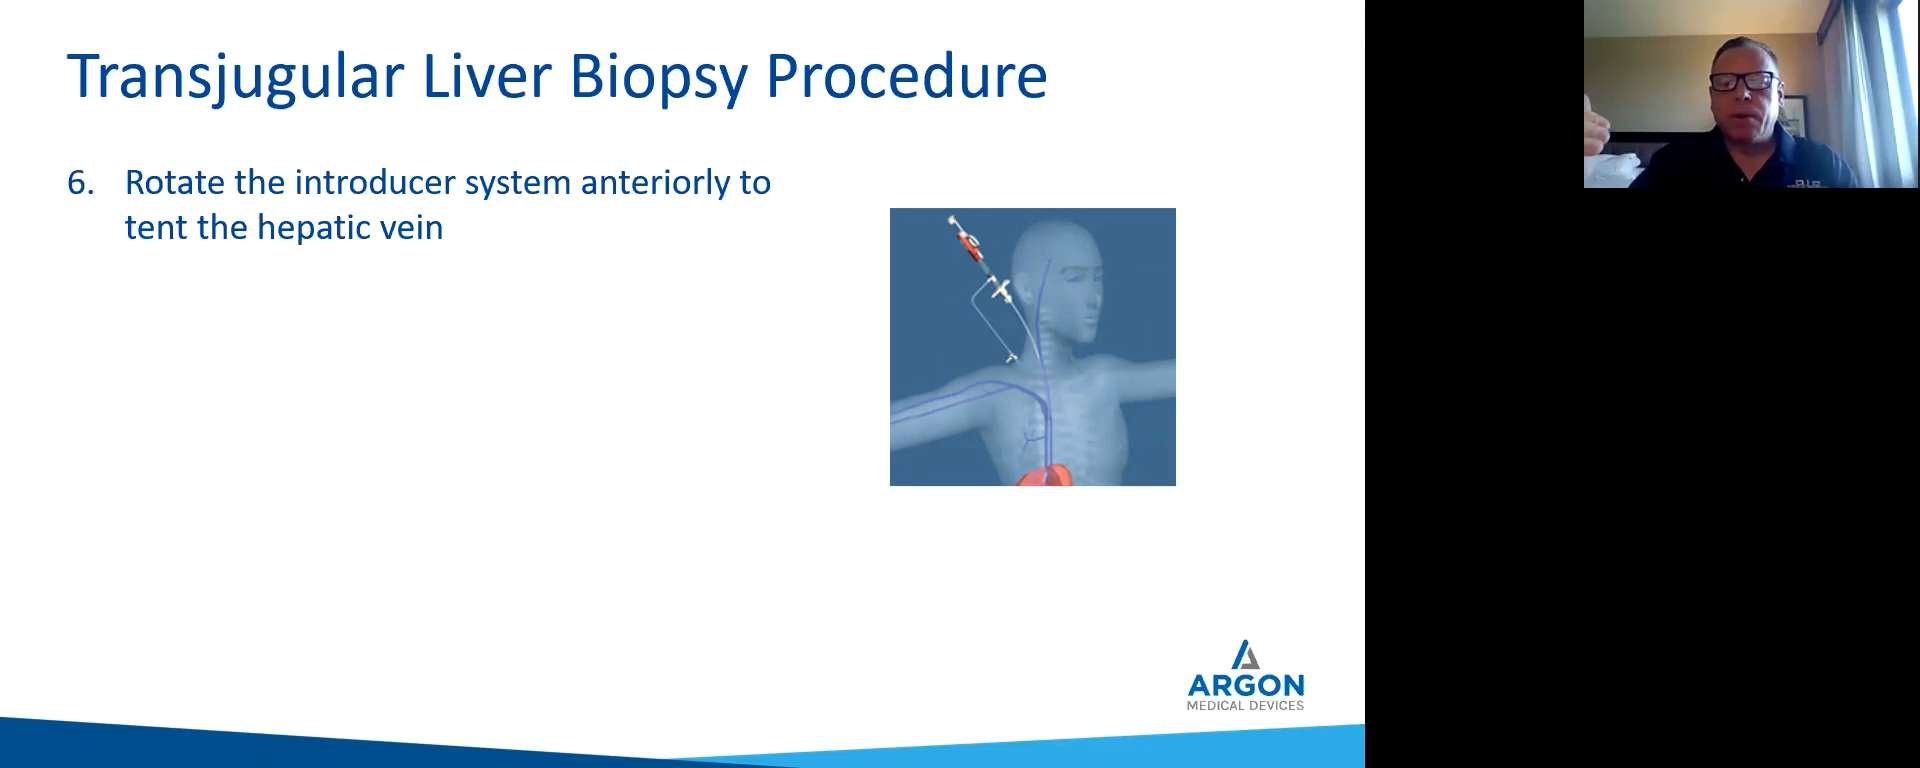 Transjugular Liver Biopsy Procedure
6. Rotate the introducer system anteriorly to
tent the hepatic vein
ARGON
MEDICAL DEVICES